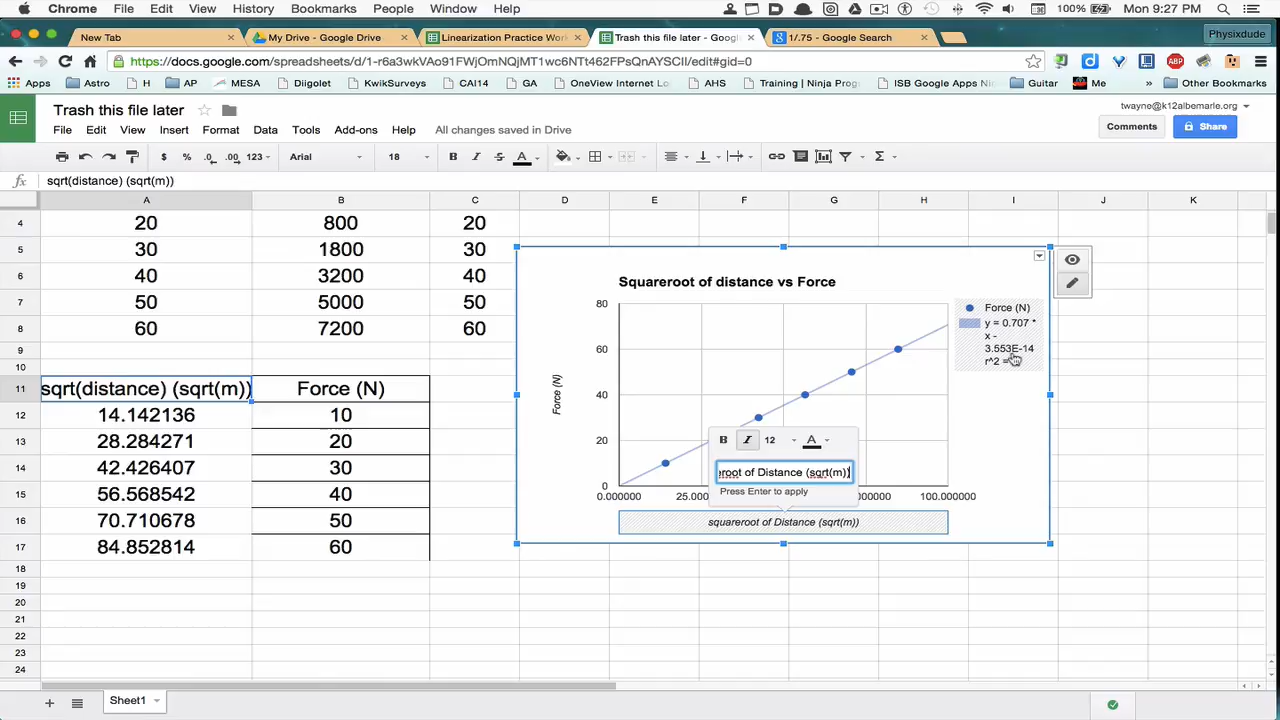 Chrome File Edit View History Bookmarks People Window Help 100% Mon 9:27 PM
New Tab My Drive - Google Drive Linearization Practice Wor Trash this file later - Goog 1/.75 - Google Search Physixdude
https://docs.google.com/spreadsheets/d/1-r6a3wkVAo91FWjOmNQjMT1wc6NTt462FPsQnAYSCII/edit#gid=0
Apps Astro H AP MESA Diigolet KwikSurveys CAI14 GA OneView Internet Lo AHS Training | Ninja Proj ISB Google Apps (NEW Guitar Me » Other Bookmarks
Trash this file later
twayno@k12albemarle.org
File Edit View Insert Format Data Tools Add-ons Help All changes saved in Drive
Comments Share
$ % .0 .00 123 Arial 18 B I S A Σ
fx sqrt(distance) (sqrt(m))
A B C D E F G H I J K
4 20 800 20
5 30 1800 30
6 40 3200 40
7 50 5000 50
8 60 7200 60
9
10
11 sqrt(distance) (sqrt(m)) Force (N)
12 14.142136 10
13 28.284271 20
14 42.426407 30
15 56.568542 40
16 70.710678 50
17 84.852814 60
18
19
20
21
22
23
24
Squareroot of distance vs Force
80
60
40
20
0
Force (N)
0.000000 25.000 000000 100.000000
squareroot of Distance (sqrt(m))
Force (N)
y = 0.707 *
x -
3.553E-14
r^2 =
B I 12 A
root of Distance (sqrt(m))
Press Enter to apply
Sheet1